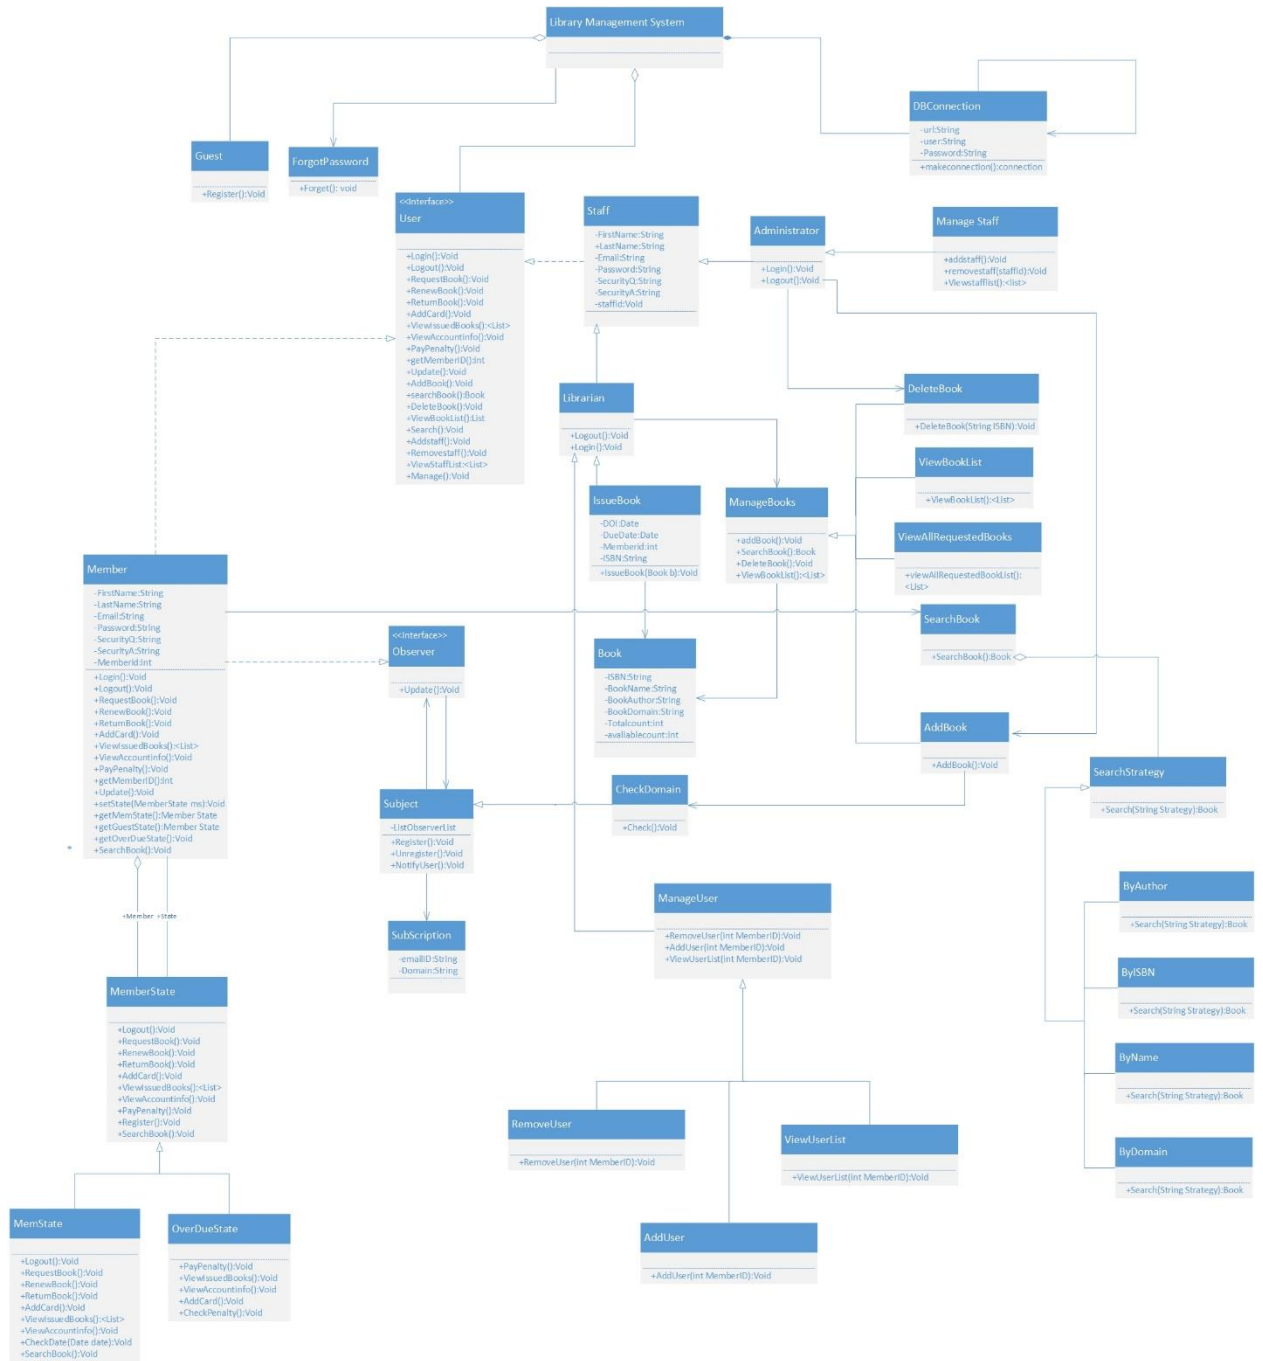 Library Management System
DBConnection
-url:String
-user:String
-Password:String
+makeconnection():connection
Guest
+Register():Void
ForgotPassword
+Forget(): void
<<Interface>>
User
+Login():Void
+Logout():Void
+RequestBook():Void
+RenewBook():Void
+ReturnBook():Void
+AddCard():Void
+ViewIssuedBooks():<List>
+ViewAccountinfo():Void
+PayPenalty():Void
+getMemberID():Int
+Update():Void
+AddBook():Void
+searchBook():Book
+DeleteBook():Void
+ViewBookList():List
+Search():Void
+Addstaff():Void
+Removestaff():Void
+ViewStaffList:<List>
+Manage():Void
Staff
-FirstName:String
+LastName:String
-Email:String
-Password:String
-SecurityQ:String
-SecurityA:String
-staffid:Void
Administrator
+Login():Void
+Logout():Void
Manage Staff
+addstaff():Void
+removestaff(staffid):Void
+Viewstafflist():<list>
Librarian
+Logout():Void
+Login():Void
DeleteBook
+DeleteBook(String ISBN):Void
ViewBookList
+ViewBookList():<List>
IssueBook
-DOI:Date
-DueDate:Date
-Memberid:int
-ISBN:String
+IssueBook(Book b):Void
ManageBooks
+addBook():Void
+SearchBook():Book
+DeleteBook():Void
+ViewBookList():<List>
ViewAllRequestedBooks
+viewAllRequestedBookList():
<List>
Member
-FirstName:String
-LastName:String
-Email:String
-Password:String
-SecurityQ:String
-SecurityA:String
-MemberId:int
+Login():Void
+Logout():Void
+RequestBook():Void
+RenewBook():Void
+ReturnBook():Void
+AddCard():Void
+ViewIssuedBooks():<List>
+ViewAccountinfo():Void
+PayPenalty():Void
+getMemberID():int
+Update():Void
+setState(MemberState ms):Void
+getMemState():Member State
+getGuestState():Member State
+getOverDueState():Void
+SearchBook():Void
*
+Member +State
SearchBook
+SearchBook():Book
<<Interface>>
Observer
+Update():Void
Book
-ISBN:String
-BookName:String
-BookAuthor:String
-BookDomain:String
-Totalcount:int
-availablecount:int
AddBook
+AddBook():Void
SearchStrategy
+Search(String Strategy):Book
Subject
-ListObserverList
+Register():Void
+Unregister():Void
+NotifyUser():Void
CheckDomain
+Check():Void
ByAuthor
+Search(String Strategy):Book
ManageUser
+RemoveUser(int MemberID):Void
+AddUser(int MemberID):Void
+ViewUserList(int MemberID):Void
SubScription
-emailID:String
-Domain:String
ByISBN
+Search(String Strategy):Book
MemberState
+Logout():Void
+RequestBook():Void
+RenewBook():Void
+ReturnBook():Void
+AddCard():Void
+ViewIssuedBooks():<List>
+ViewAccountinfo():Void
+PayPenalty():Void
+Register():Void
+SearchBook():Void
ByName
+Search(String Strategy):Book
RemoveUser
+RemoveUser(int MemberID):Void
ViewUserList
+ViewUserList(int MemberID):Void
ByDomain
+Search(String Strategy):Book
MemState
+Logout():Void
+RequestBook():Void
+RenewBook():Void
+ReturnBook():Void
+AddCard():Void
+ViewIssuedBooks():<List>
+ViewAccountinfo():Void
+CheckDate(Date date):Void
+SearchBook():Void
OverDueState
+PayPenalty():Void
+ViewIssuedBooks():Void
+ViewAccountinfo():Void
+AddCard():Void
+CheckPenalty():Void
AddUser
+AddUser(int MemberID):Void